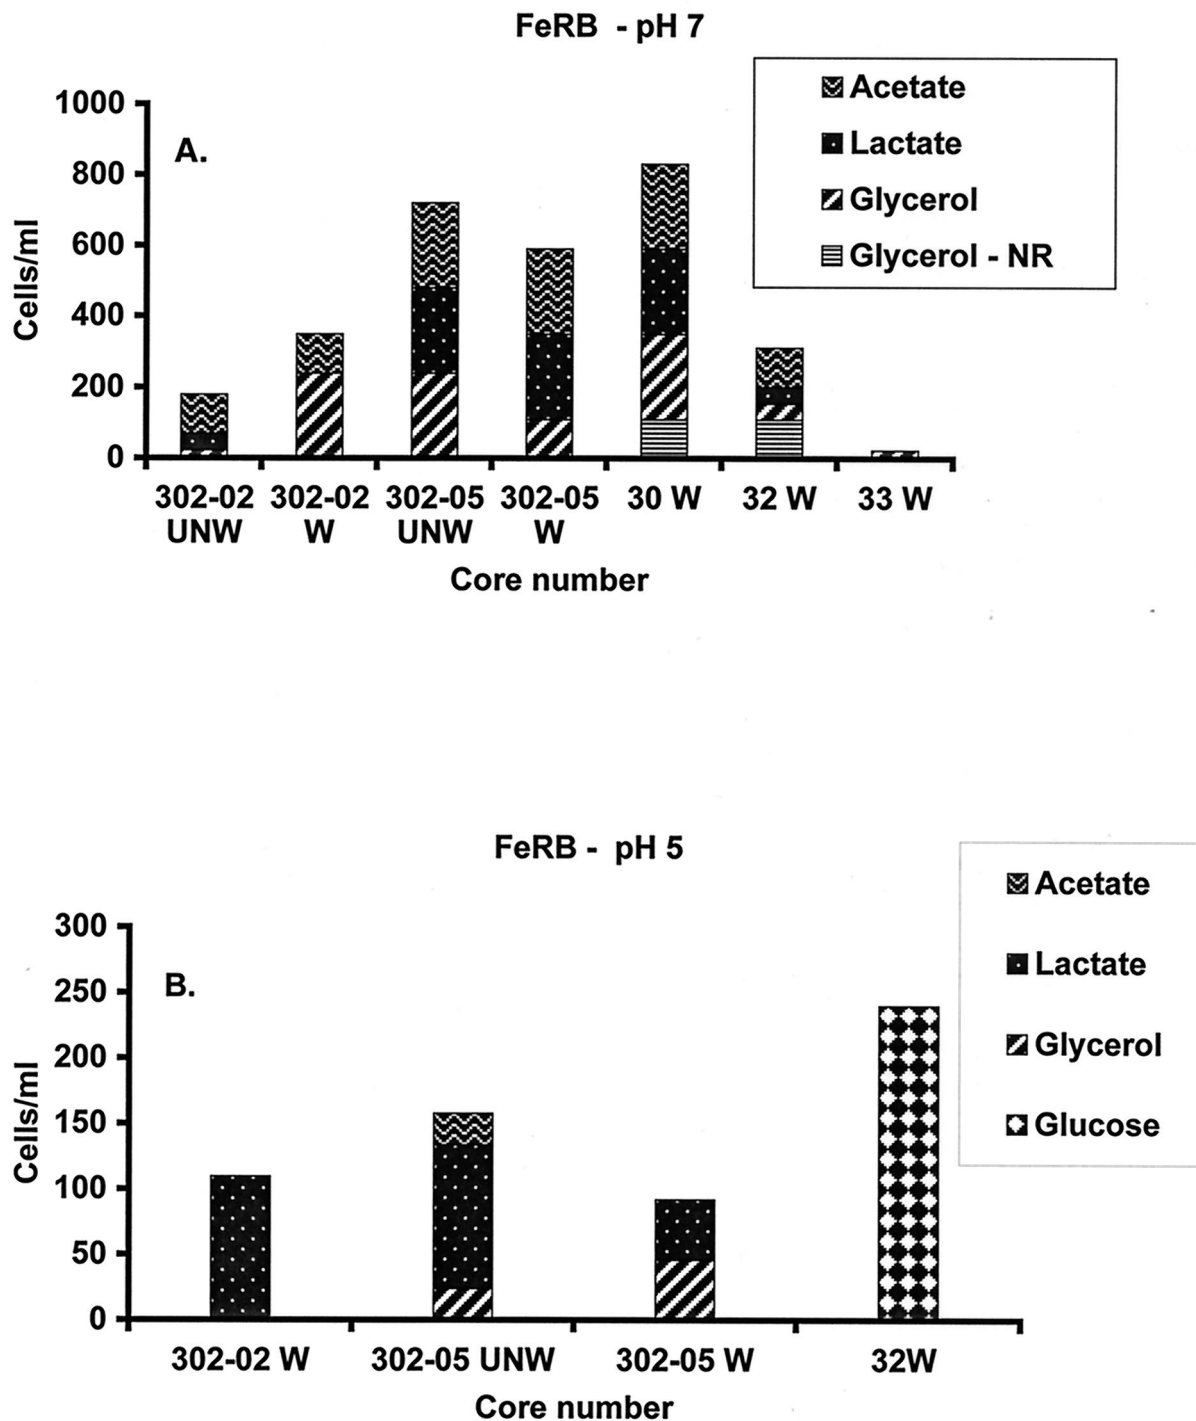 FeRB - pH 7
Acetate
Lactate
Glycerol
Glycerol - NR
A.
1000
800
600
400
200
0
Cells/ml
302-02 UNW
302-02 W
302-05 UNW
302-05 W
30 W
32 W
33 W
Core number
FeRB - pH 5
Acetate
Lactate
Glycerol
Glucose
B.
300
250
200
150
100
50
0
Cells/ml
302-02 W
302-05 UNW
302-05 W
32W
Core number